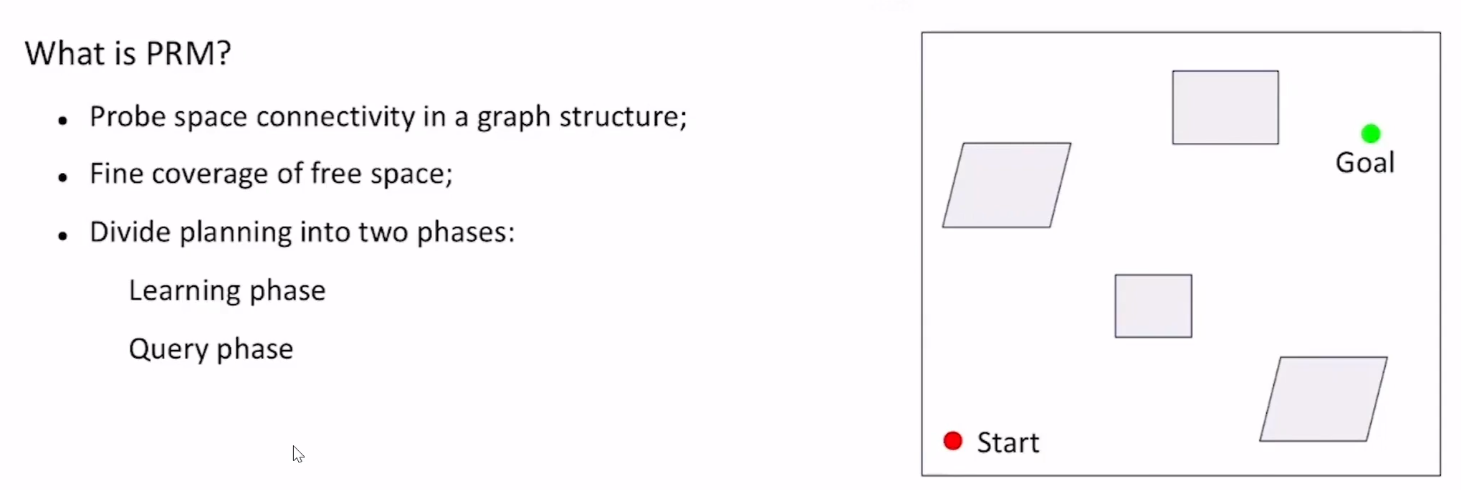 What is PRM?
• Probe space connectivity in a graph structure;
• Fine coverage of free space;
• Divide planning into two phases:
Learning phase
Query phase
Goal
Start